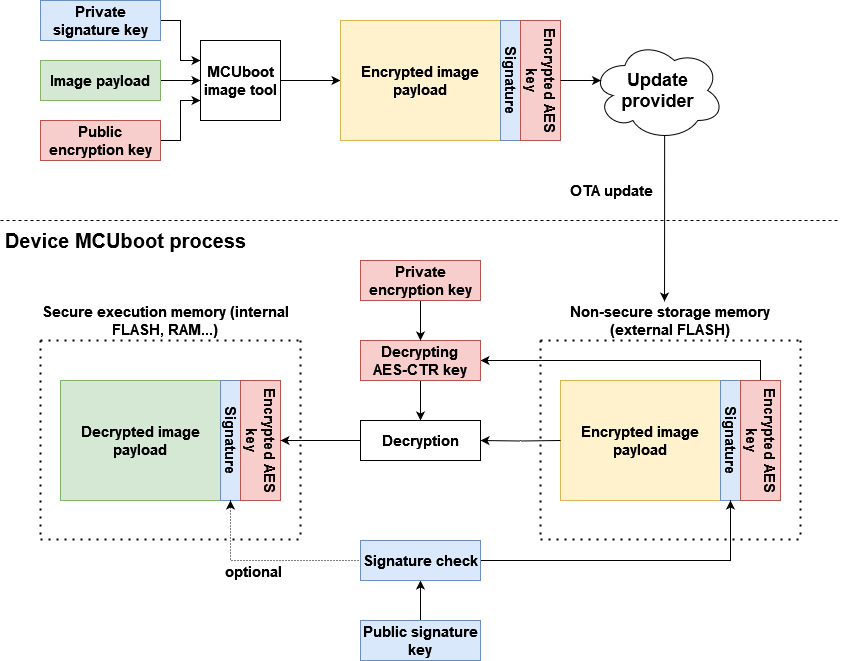 Private
signature key
Image payload
Public
encryption key
MCUboot
image tool
Encrypted image
payload
Signature
Encrypted AES
key
Update
provider
OTA update
Device MCUboot process
Private
encryption key
Secure execution memory (internal
FLASH, RAM...)
Non-secure storage memory
(external FLASH)
Decrypting
AES-CTR key
Decrypted image
payload
Signature
Encrypted AES
key
Decryption
Encrypted image
payload
Signature
Encrypted AES
key
optional
Signature check
Public signature
key